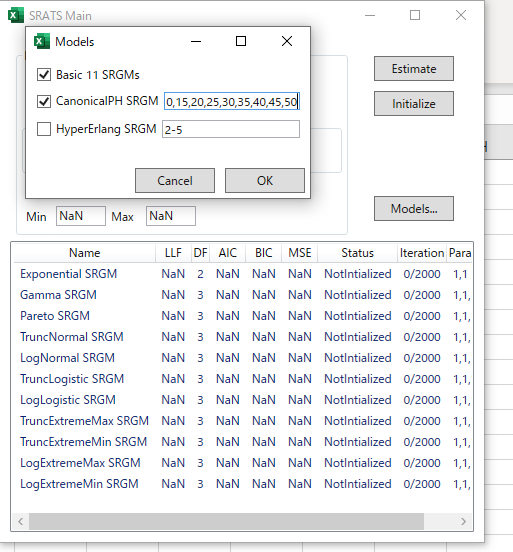 SRATS Main
Models
Basic 11 SRGMs
CanonicalPH SRGM 0,15,20,25,30,35,40,45,50
HyperErlang SRGM 2-5
Cancel OK
Estimate
Initialize
Models...
Min NaN Max NaN
Name LLF DF AIC BIC MSE Status Iteration Para
Exponential SRGM NaN 2 NaN NaN NaN NotIntialized 0/2000 1,1
Gamma SRGM NaN 3 NaN NaN NaN NotIntialized 0/2000 1,1,
Pareto SRGM NaN 3 NaN NaN NaN NotIntialized 0/2000 1,1,
TruncNormal SRGM NaN 3 NaN NaN NaN NotIntialized 0/2000 1,1,
LogNormal SRGM NaN 3 NaN NaN NaN NotIntialized 0/2000 1,1,
TruncLogistic SRGM NaN 3 NaN NaN NaN NotIntialized 0/2000 1,1,
LogLogistic SRGM NaN 3 NaN NaN NaN NotIntialized 0/2000 1,1,
TruncExtremeMax SRGM NaN 3 NaN NaN NaN NotIntialized 0/2000 1,1,
TruncExtremeMin SRGM NaN 3 NaN NaN NaN NotIntialized 0/2000 1,1,
LogExtremeMax SRGM NaN 3 NaN NaN NaN NotIntialized 0/2000 1,1,
LogExtremeMin SRGM NaN 3 NaN NaN NaN NotIntialized 0/2000 1,1,